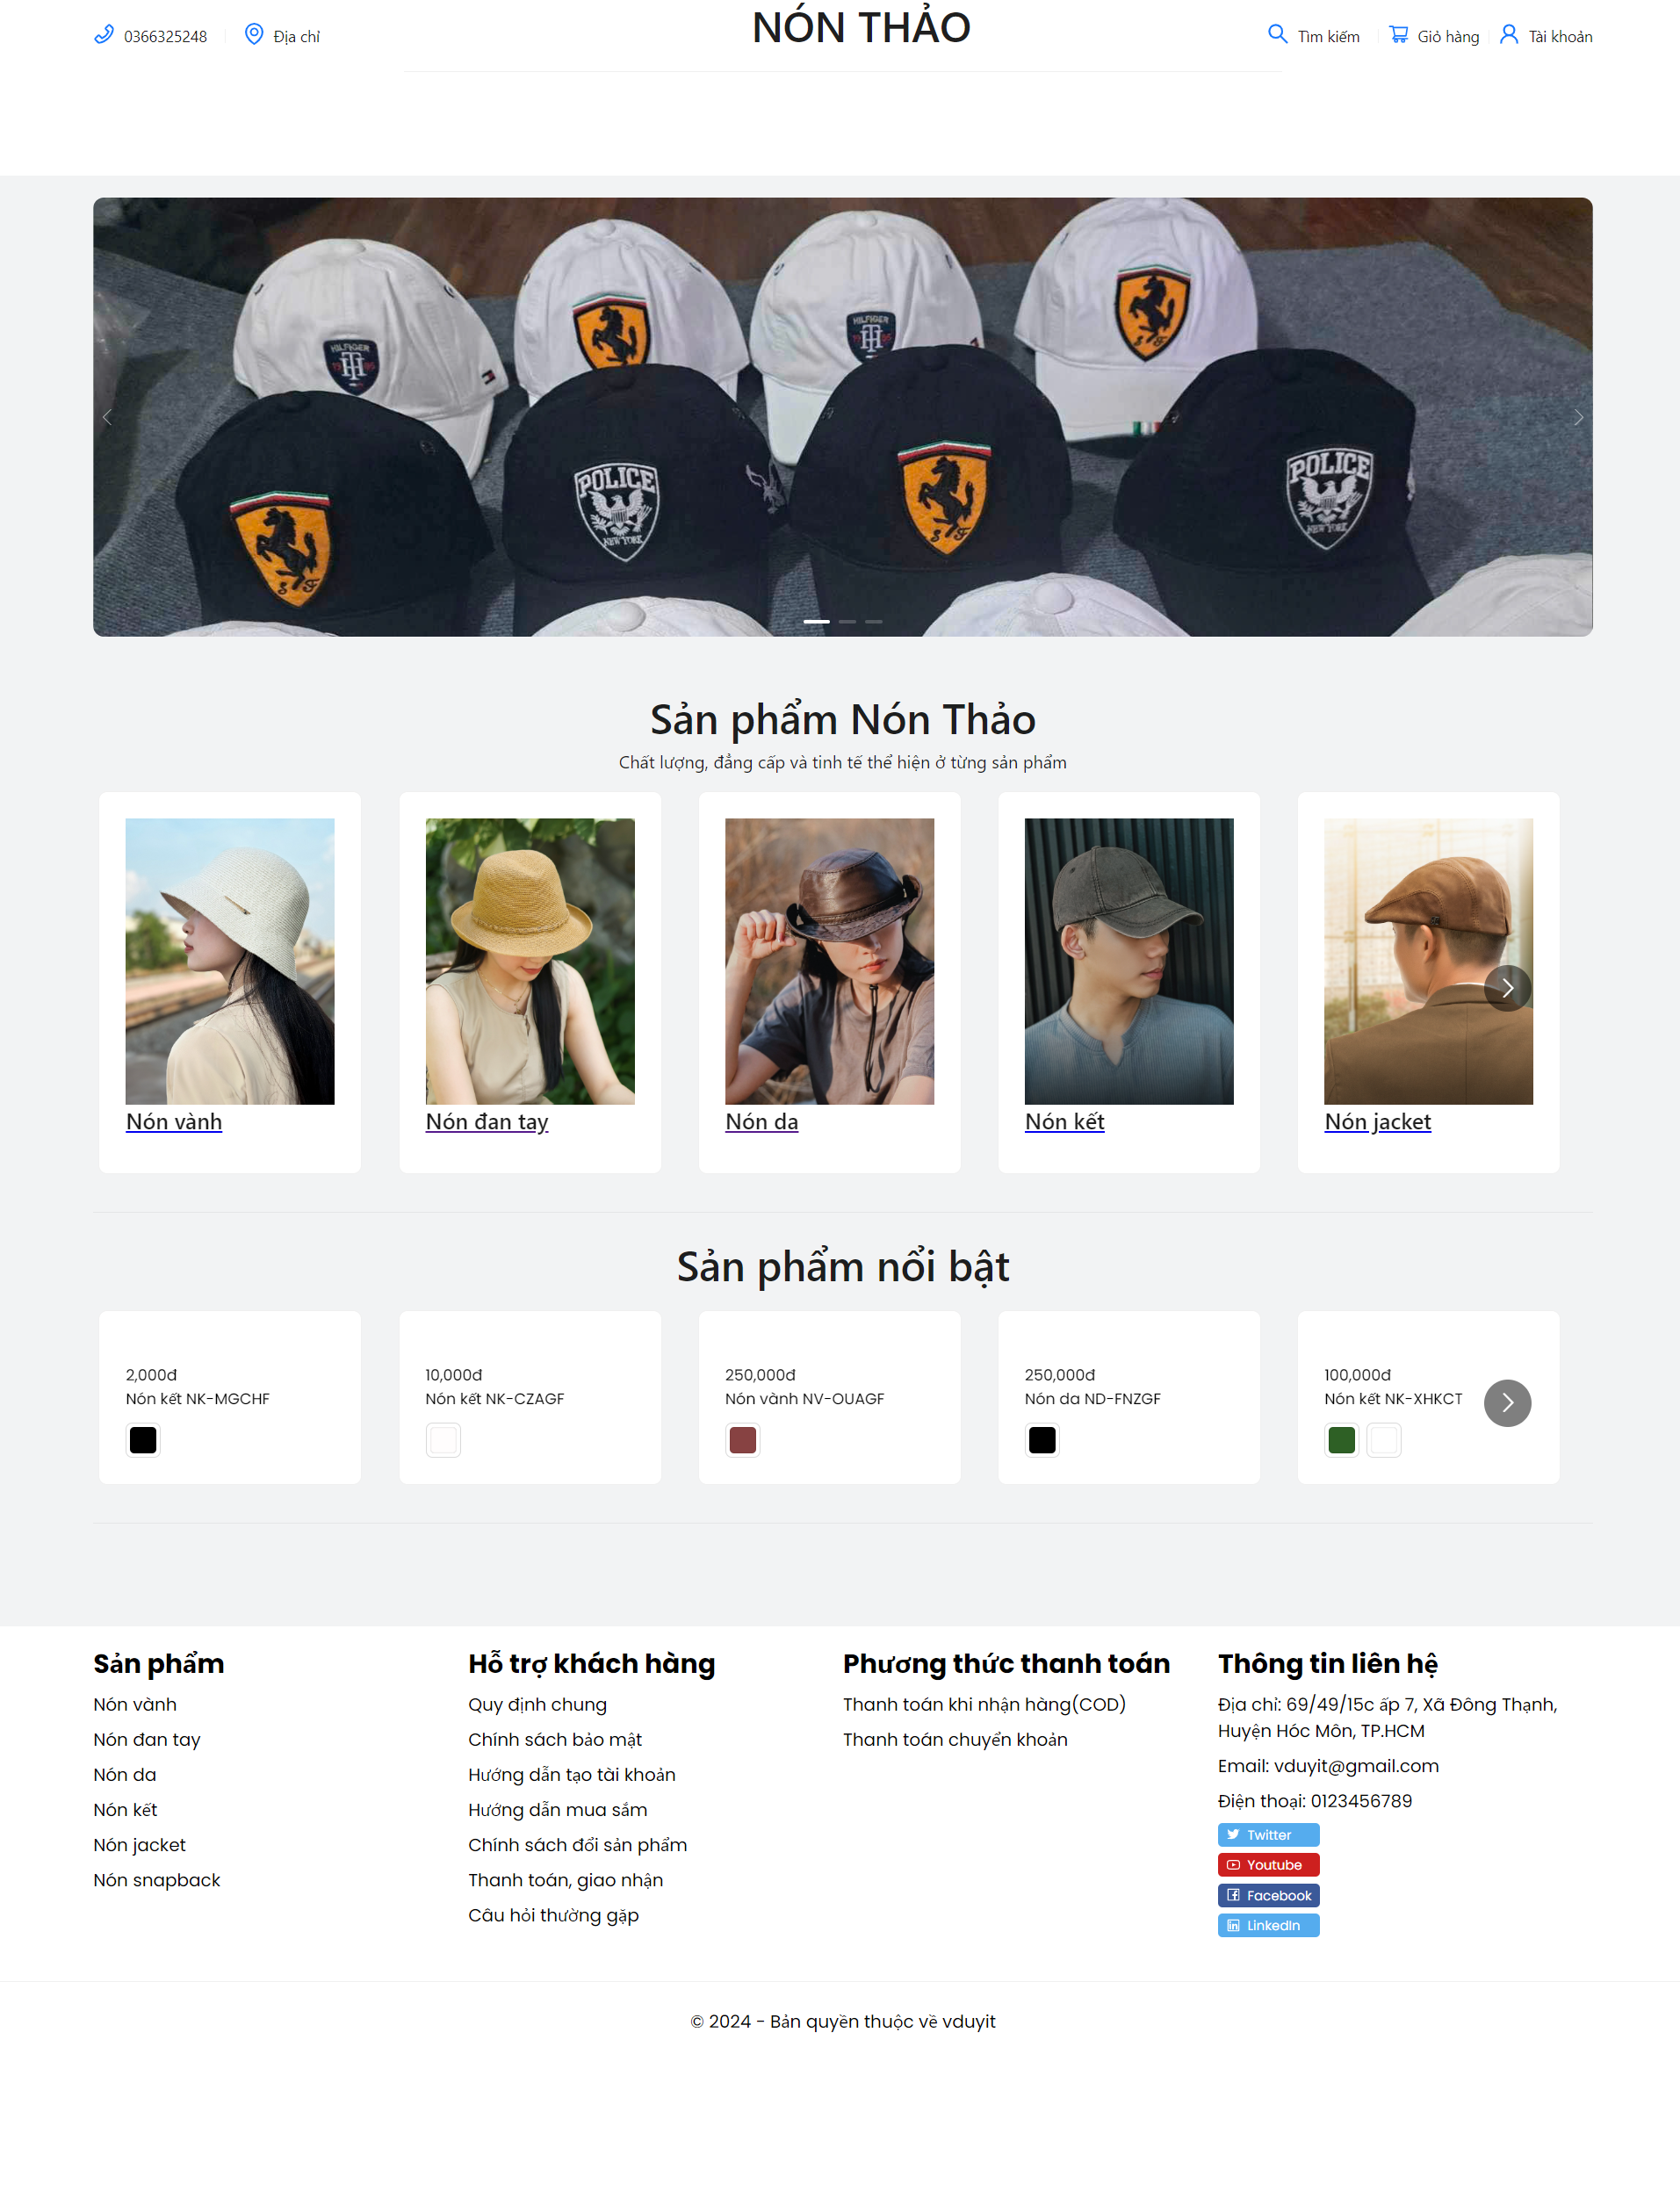 0366325248
Địa chỉ
NÓN THẢO
Tìm kiếm
Giỏ hàng
Tài khoản
HILFIGER
HILFIGER
S F
POLICE
NEW YORK
POLICE
NEW YORK
Sản phẩm Nón Thảo
Chất lượng, đẳng cấp và tinh tế thể hiện ở từng sản phẩm
Nón vành
Nón đan tay
Nón da
Nón kết
Nón jacket
Sản phẩm nổi bật
2,000đ
Nón kết NK-MGCHF
10,000đ
Nón kết NK-CZAGF
250,000đ
Nón vành NV-OUAGF
250,000đ
Nón da ND-FNZGF
100,000đ
Nón kết NK-XHKCT
Sản phẩm
Nón vành
Nón đan tay
Nón da
Nón kết
Nón jacket
Nón snapback
Hỗ trợ khách hàng
Quy định chung
Chính sách bảo mật
Hướng dẫn tạo tài khoản
Hướng dẫn mua sắm
Chính sách đổi sản phẩm
Thanh toán, giao nhận
Câu hỏi thường gặp
Phương thức thanh toán
Thanh toán khi nhận hàng(COD)
Thanh toán chuyển khoản
Thông tin liên hệ
Địa chỉ: 69/49/15c ấp 7, Xã Đông Thạnh,
Huyện Hóc Môn, TP.HCM
Email: vduyit@gmail.com
Điện thoại: 0123456789
Twitter
Youtube
Facebook
LinkedIn
© 2024 - Bản quyền thuộc về vduyit